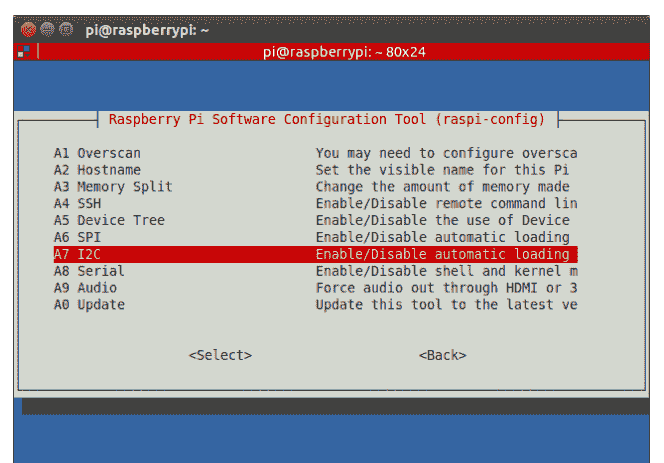 pi@raspberrypi: ~
pi@raspberrypi: ~ 80x24
Raspberry Pi Software Configuration Tool (raspi-config)
A1 Overscan You may need to configure oversca
A2 Hostname Set the visible name for this Pi
A3 Memory Split Change the amount of memory made
A4 SSH Enable/Disable remote command lin
A5 Device Tree Enable/Disable the use of Device
A6 SPI Enable/Disable automatic loading
A7 I2C Enable/Disable automatic loading
A8 Serial Enable/Disable shell and kernel m
A9 Audio Force audio out through HDMI or 3
A0 Update Update this tool to the latest ve
<Select> <Back>